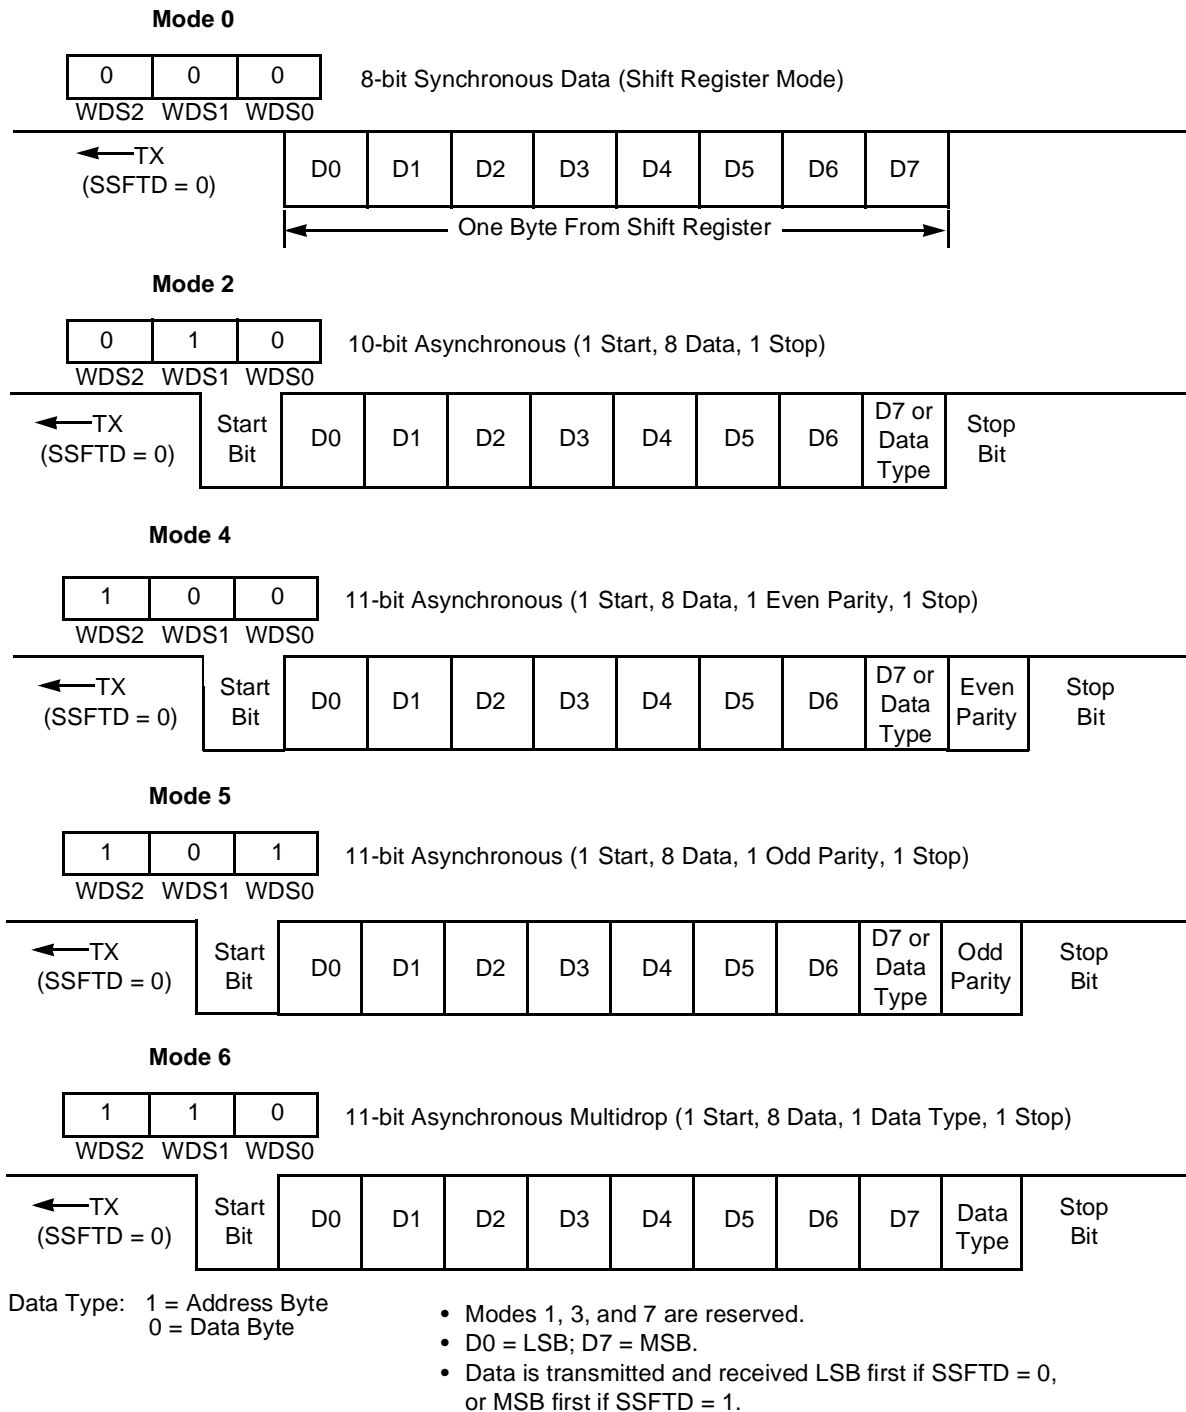 Mode 0
0 0 0
8-bit Synchronous Data (Shift Register Mode)
WDS2 WDS1 WDS0
TX
(SSFTD = 0)
D0 D1 D2 D3 D4 D5 D6 D7
One Byte From Shift Register
Mode 2
0 1 0
10-bit Asynchronous (1 Start, 8 Data, 1 Stop)
WDS2 WDS1 WDS0
TX
(SSFTD = 0)
Start
Bit
D0 D1 D2 D3 D4 D5 D6
D7 or
Data
Type
Stop
Bit
Mode 4
1 0 0
11-bit Asynchronous (1 Start, 8 Data, 1 Even Parity, 1 Stop)
WDS2 WDS1 WDS0
TX
(SSFTD = 0)
Start
Bit
D0 D1 D2 D3 D4 D5 D6
D7 or
Data
Type
Even
Parity
Stop
Bit
Mode 5
1 0 1
11-bit Asynchronous (1 Start, 8 Data, 1 Odd Parity, 1 Stop)
WDS2 WDS1 WDS0
TX
(SSFTD = 0)
Start
Bit
D0 D1 D2 D3 D4 D5 D6
D7 or
Data
Type
Odd
Parity
Stop
Bit
Mode 6
1 1 0
11-bit Asynchronous Multidrop (1 Start, 8 Data, 1 Data Type, 1 Stop)
WDS2 WDS1 WDS0
TX
(SSFTD = 0)
Start
Bit
D0 D1 D2 D3 D4 D5 D6 D7
Data
Type
Stop
Bit
Data Type: 1 = Address Byte
0 = Data Byte
• Modes 1, 3, and 7 are reserved.
• D0 = LSB; D7 = MSB.
• Data is transmitted and received LSB first if SSFTD = 0,
or MSB first if SSFTD = 1.